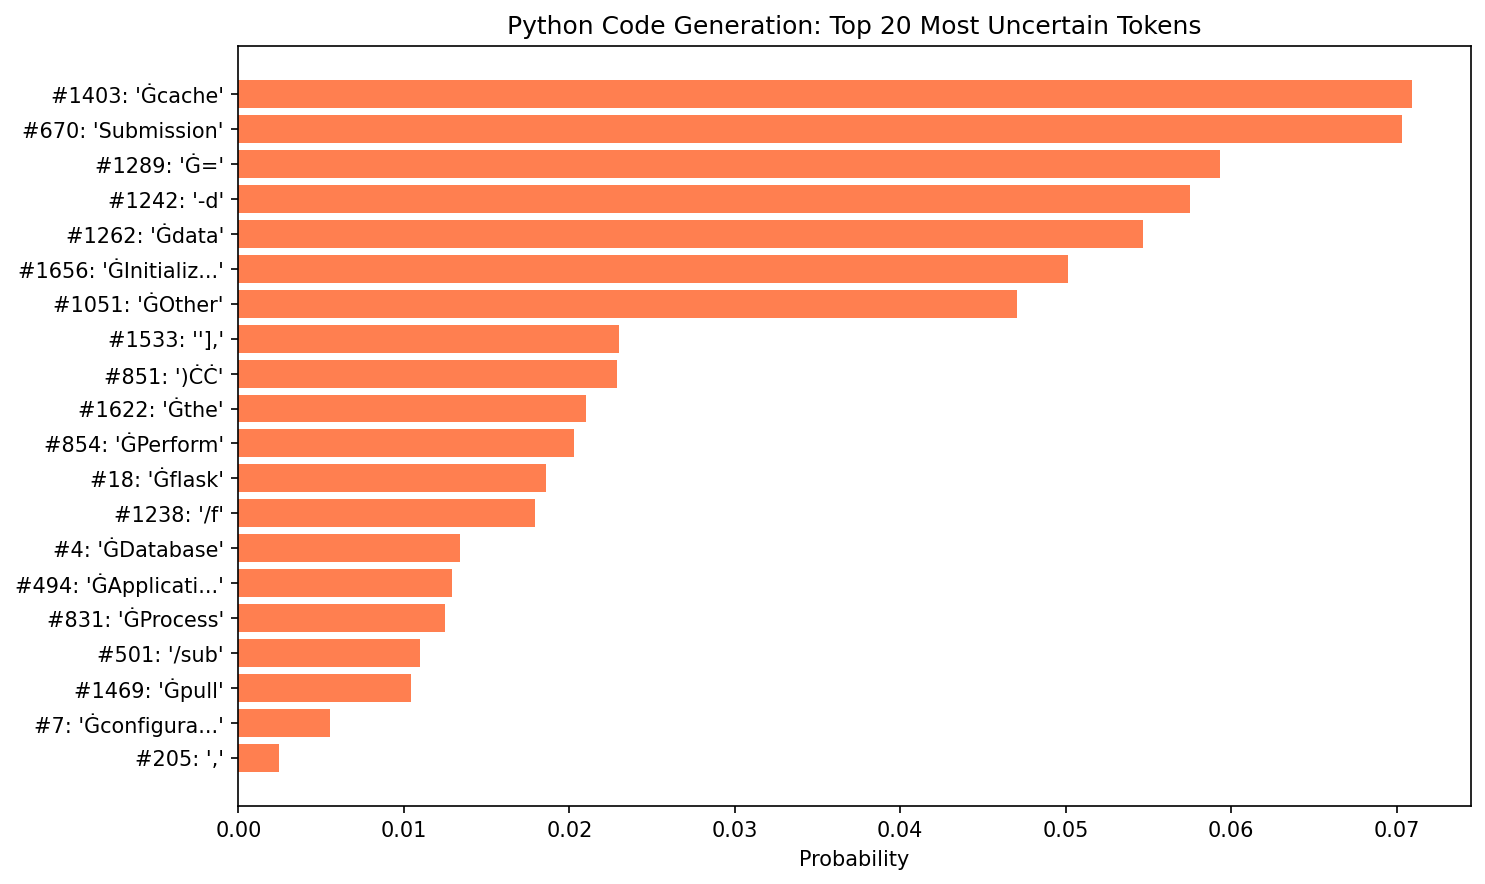 Python Code Generation: Top 20 Most Uncertain Tokens
#1403: 'Ġcache'
#670: 'Submission'
#1289: 'Ġ='
#1242: '-d'
#1262: 'Ġdata'
#1656: 'ĠInitializ...'
#1051: 'ĠOther'
#1533: ''],'
#851: ')ĊĊ'
#1622: 'Ġthe'
#854: 'ĠPerform'
#18: 'Ġflask'
#1238: '/f'
#4: 'ĠDatabase'
#494: 'ĠApplicati...'
#831: 'ĠProcess'
#501: '/sub'
#1469: 'Ġpull'
#7: 'Ġconfigura...'
#205: ','
0.00 0.01 0.02 0.03 0.04 0.05 0.06 0.07
Probability